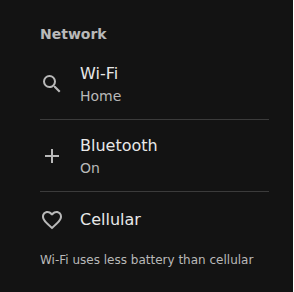 Network
Wi-Fi
Home
Bluetooth
On
Cellular
Wi-Fi uses less battery than cellular